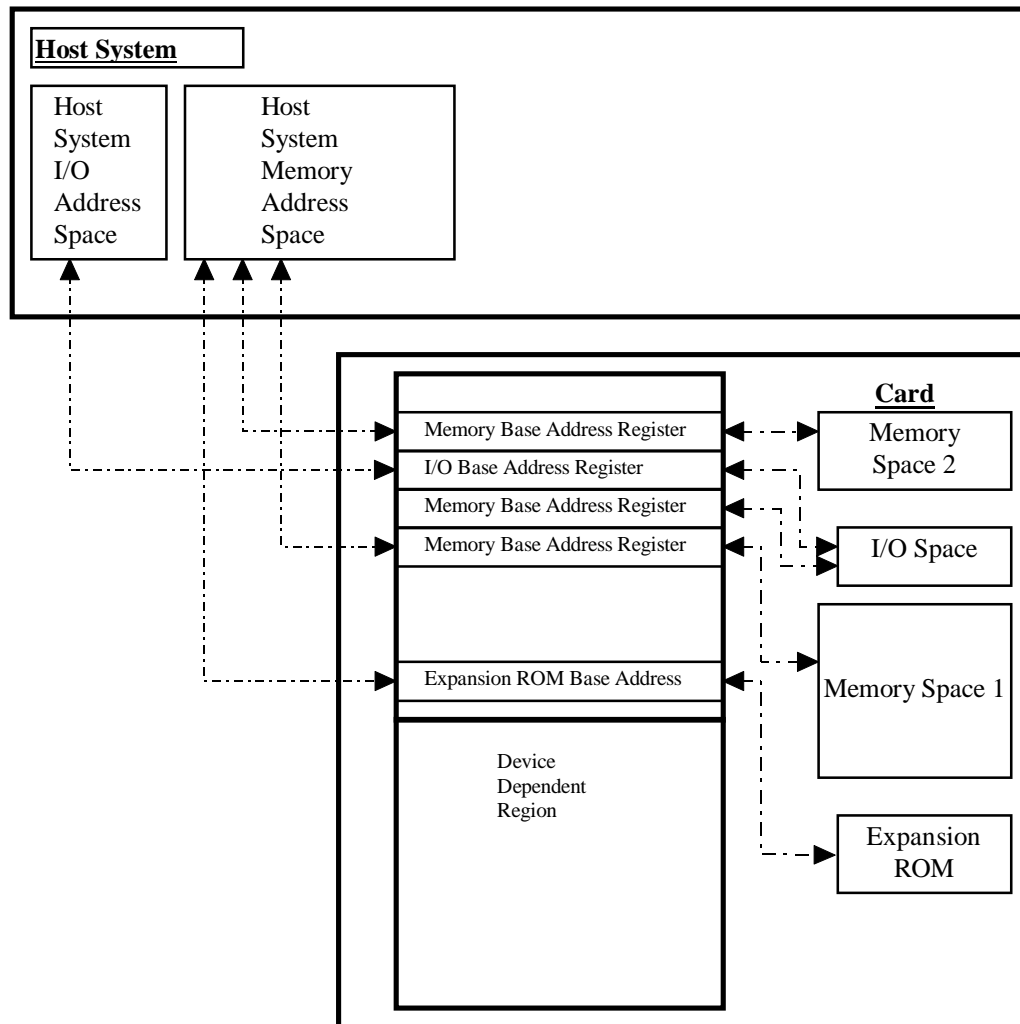 Host System
Host
System
I/O
Address
Space
Host
System
Memory
Address
Space
Card
Memory Base Address Register
I/O Base Address Register
Memory Base Address Register
Memory Base Address Register
Expansion ROM Base Address
Device
Dependent
Region
Memory
Space 2
I/O Space
Memory Space 1
Expansion
ROM